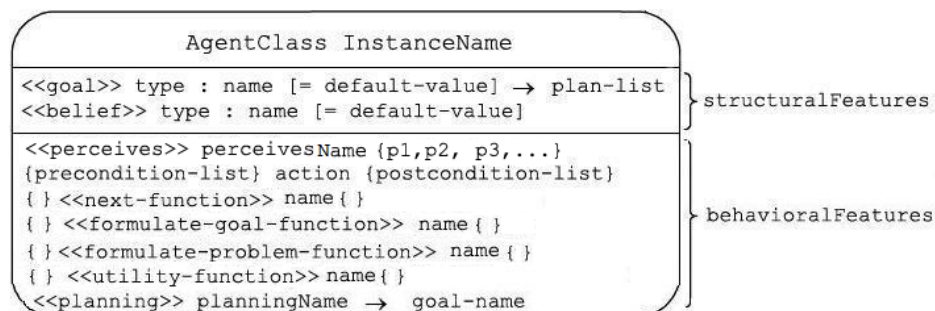 AgentClass InstanceName
<<goal>> type : name [= default-value] → plan-list
<<belief>> type : name [= default-value]
structuralFeatures
<<perceives>> perceivesName {p1,p2, p3,...}
{precondition-list} action {postcondition-list}
{ } <<next-function>> name{ }
{ } <<formulate-goal-function>> name{ }
{ }<<formulate-problem-function>> name{ }
{ } <<utility-function>> name{ }
<<planning>> planningName → goal-name
behavioralFeatures